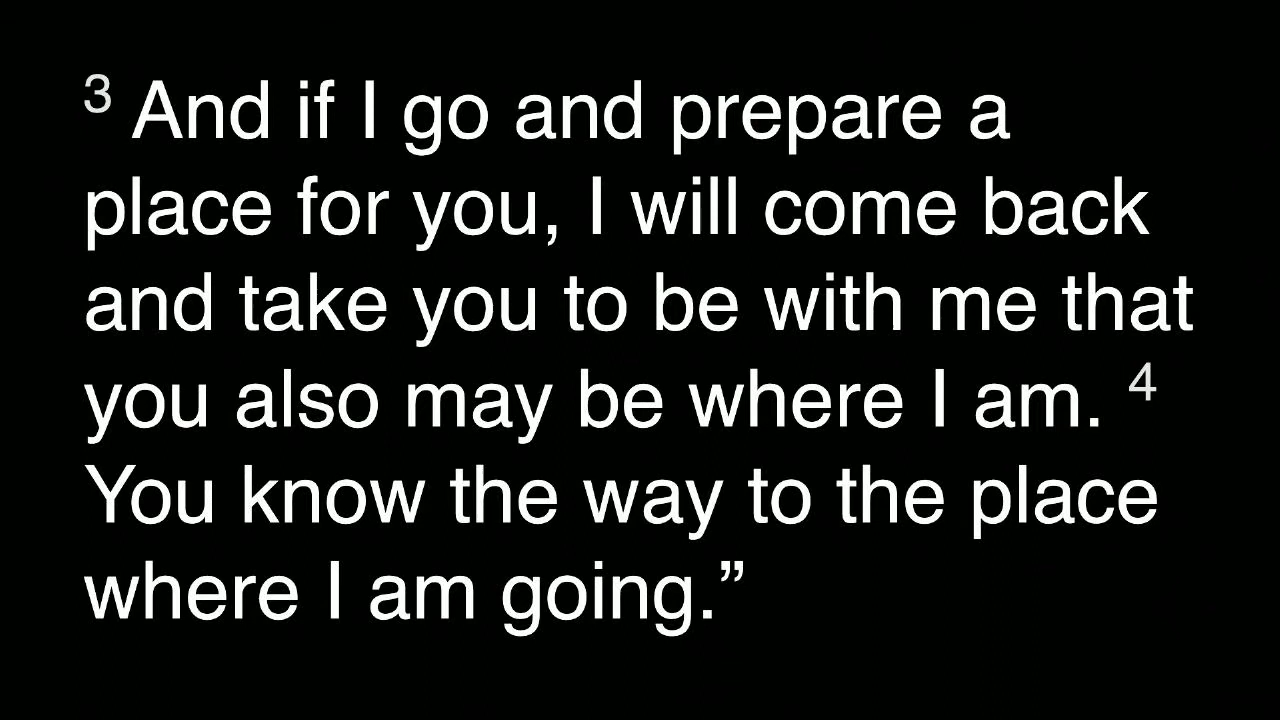 3 And if I go and prepare a
place for you, I will come back
and take you to be with me that
you also may be where I am. 4
You know the way to the place
where I am going.”